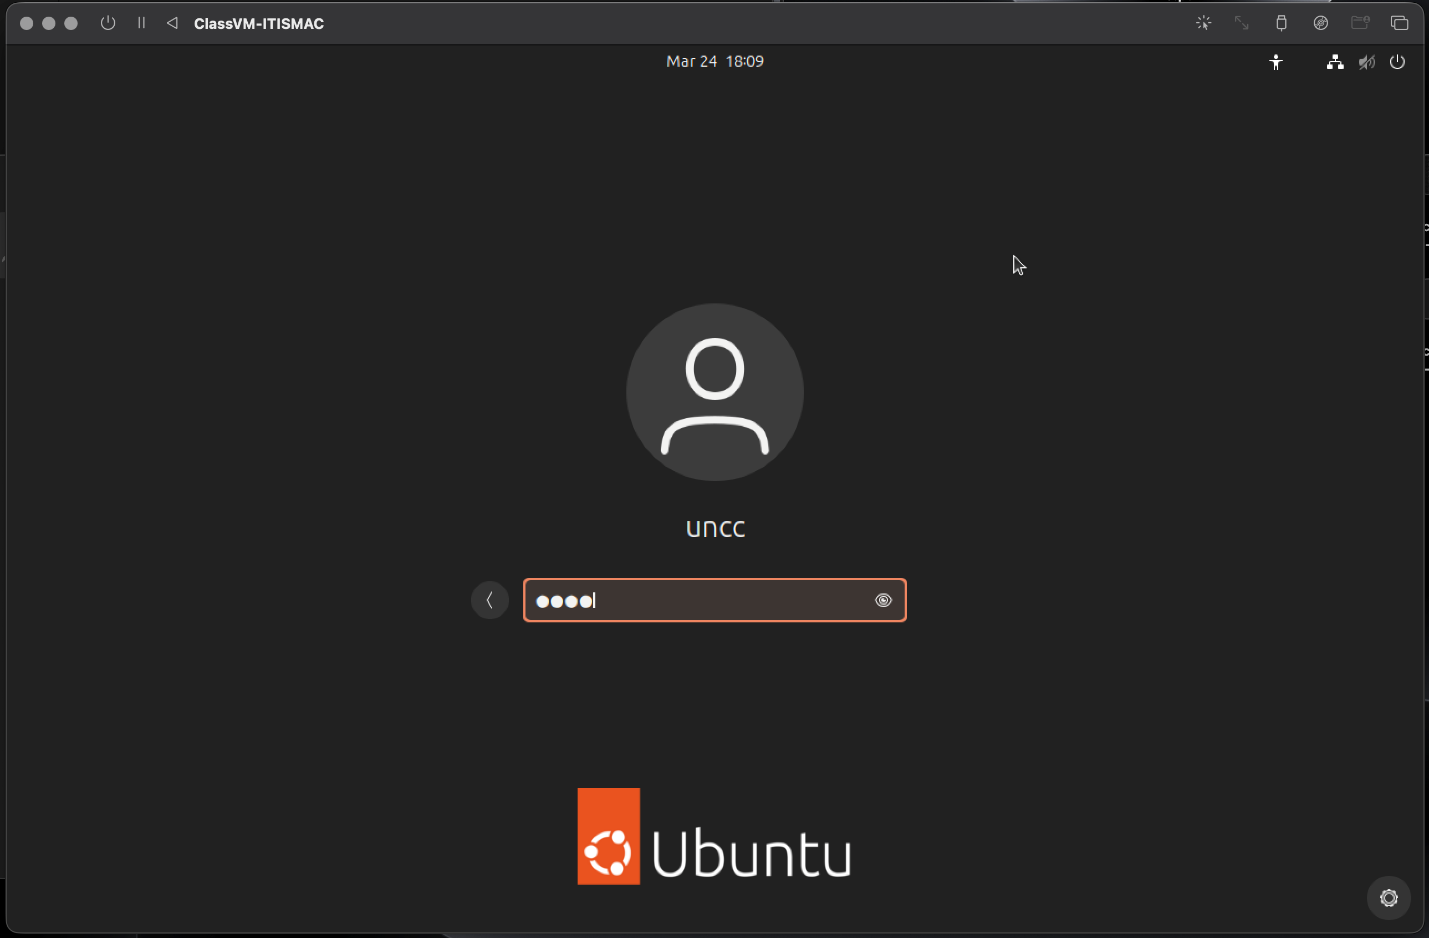 ClassVM-ITISMAC
Mar 24 18:09
uncc
Ubuntu